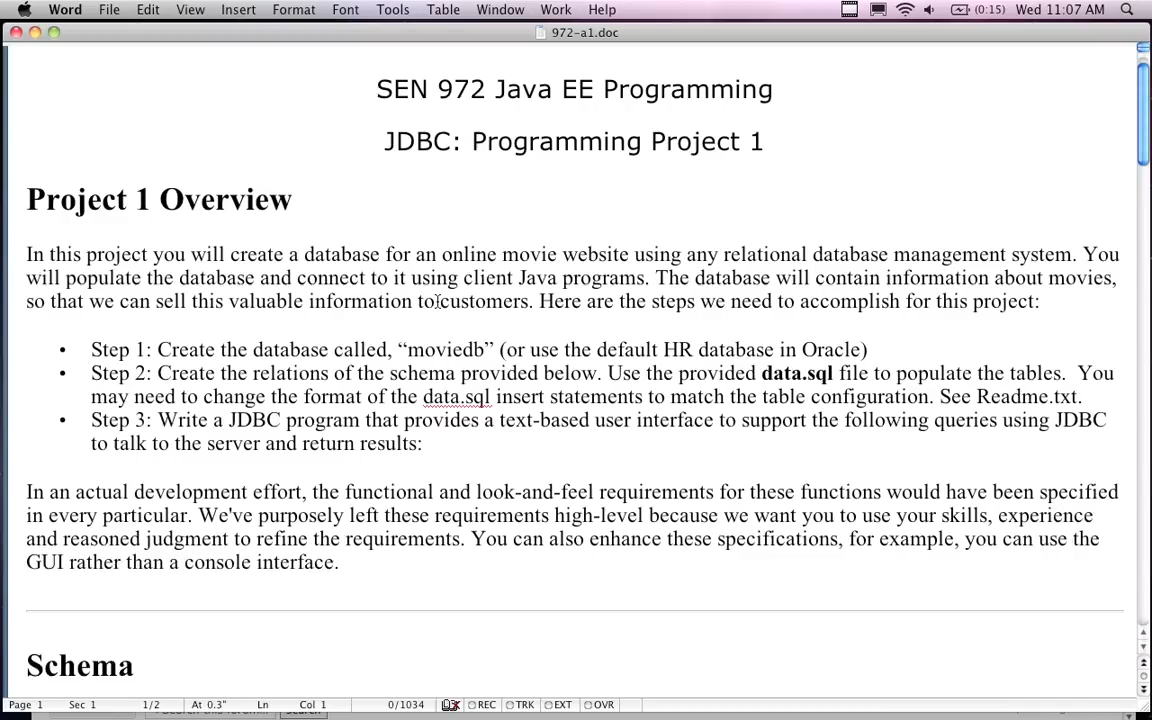 Word File Edit View Insert Format Font Tools Table Window Work Help (0:15) Wed 11:07 AM
972-a1.doc
SEN 972 Java EE Programming
JDBC: Programming Project 1
Project 1 Overview
In this project you will create a database for an online movie website using any relational database management system. You
will populate the database and connect to it using client Java programs. The database will contain information about movies,
so that we can sell this valuable information to customers. Here are the steps we need to accomplish for this project:
• Step 1: Create the database called, “moviedb” (or use the default HR database in Oracle)
• Step 2: Create the relations of the schema provided below. Use the provided data.sql file to populate the tables. You
may need to change the format of the data.sql insert statements to match the table configuration. See Readme.txt.
• Step 3: Write a JDBC program that provides a text-based user interface to support the following queries using JDBC
to talk to the server and return results:
In an actual development effort, the functional and look-and-feel requirements for these functions would have been specified
in every particular. We've purposely left these requirements high-level because we want you to use your skills, experience
and reasoned judgment to refine the requirements. You can also enhance these specifications, for example, you can use the
GUI rather than a console interface.
Schema
Page 1 Sec 1 1/2 At 0.3" Ln Col 1 0/1034 REC TRK EXT OVR